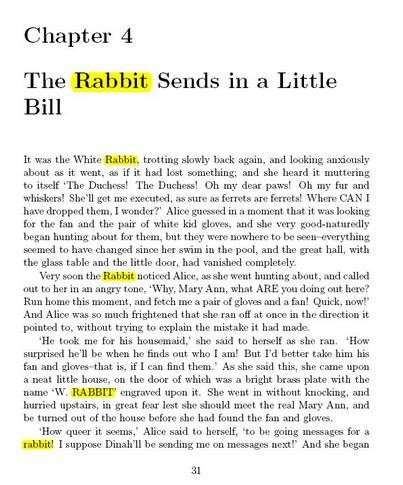 Chapter 4
The Rabbit Sends in a Little
Bill
It was the White Rabbit, trotting slowly back again, and looking anxiously
about as it went, as if it had lost something; and she heard it muttering
to itself ‘The Duchess! The Duchess! Oh my dear paws! Oh my fur and
whiskers! She’ll get me executed, as sure as ferrets are ferrets! Where CAN I
have dropped them, I wonder?’ Alice guessed in a moment that it was looking
for the fan and the pair of white kid gloves, and she very good-naturedly
began hunting about for them, but they were nowhere to be seen–everything
seemed to have changed since her swim in the pool, and the great hall, with
the glass table and the little door, had vanished completely.
Very soon the Rabbit noticed Alice, as she went hunting about, and called
out to her in an angry tone, ‘Why, Mary Ann, what ARE you doing out here?
Run home this moment, and fetch me a pair of gloves and a fan! Quick, now!’
And Alice was so much frightened that she ran off at once in the direction it
pointed to, without trying to explain the mistake it had made.
‘He took me for his housemaid,’ she said to herself as she ran. ‘How
surprised he’ll be when he finds out who I am! But I’d better take him his
fan and gloves–that is, if I can find them.’ As she said this, she came upon
a neat little house, on the door of which was a bright brass plate with the
name ‘W. RABBIT’ engraved upon it. She went in without knocking, and
hurried upstairs, in great fear lest she should meet the real Mary Ann, and
be turned out of the house before she had found the fan and gloves.
‘How queer it seems,’ Alice said to herself, ‘to be going messages for a
rabbit! I suppose Dinah’ll be sending me on messages next!’ And she began
31